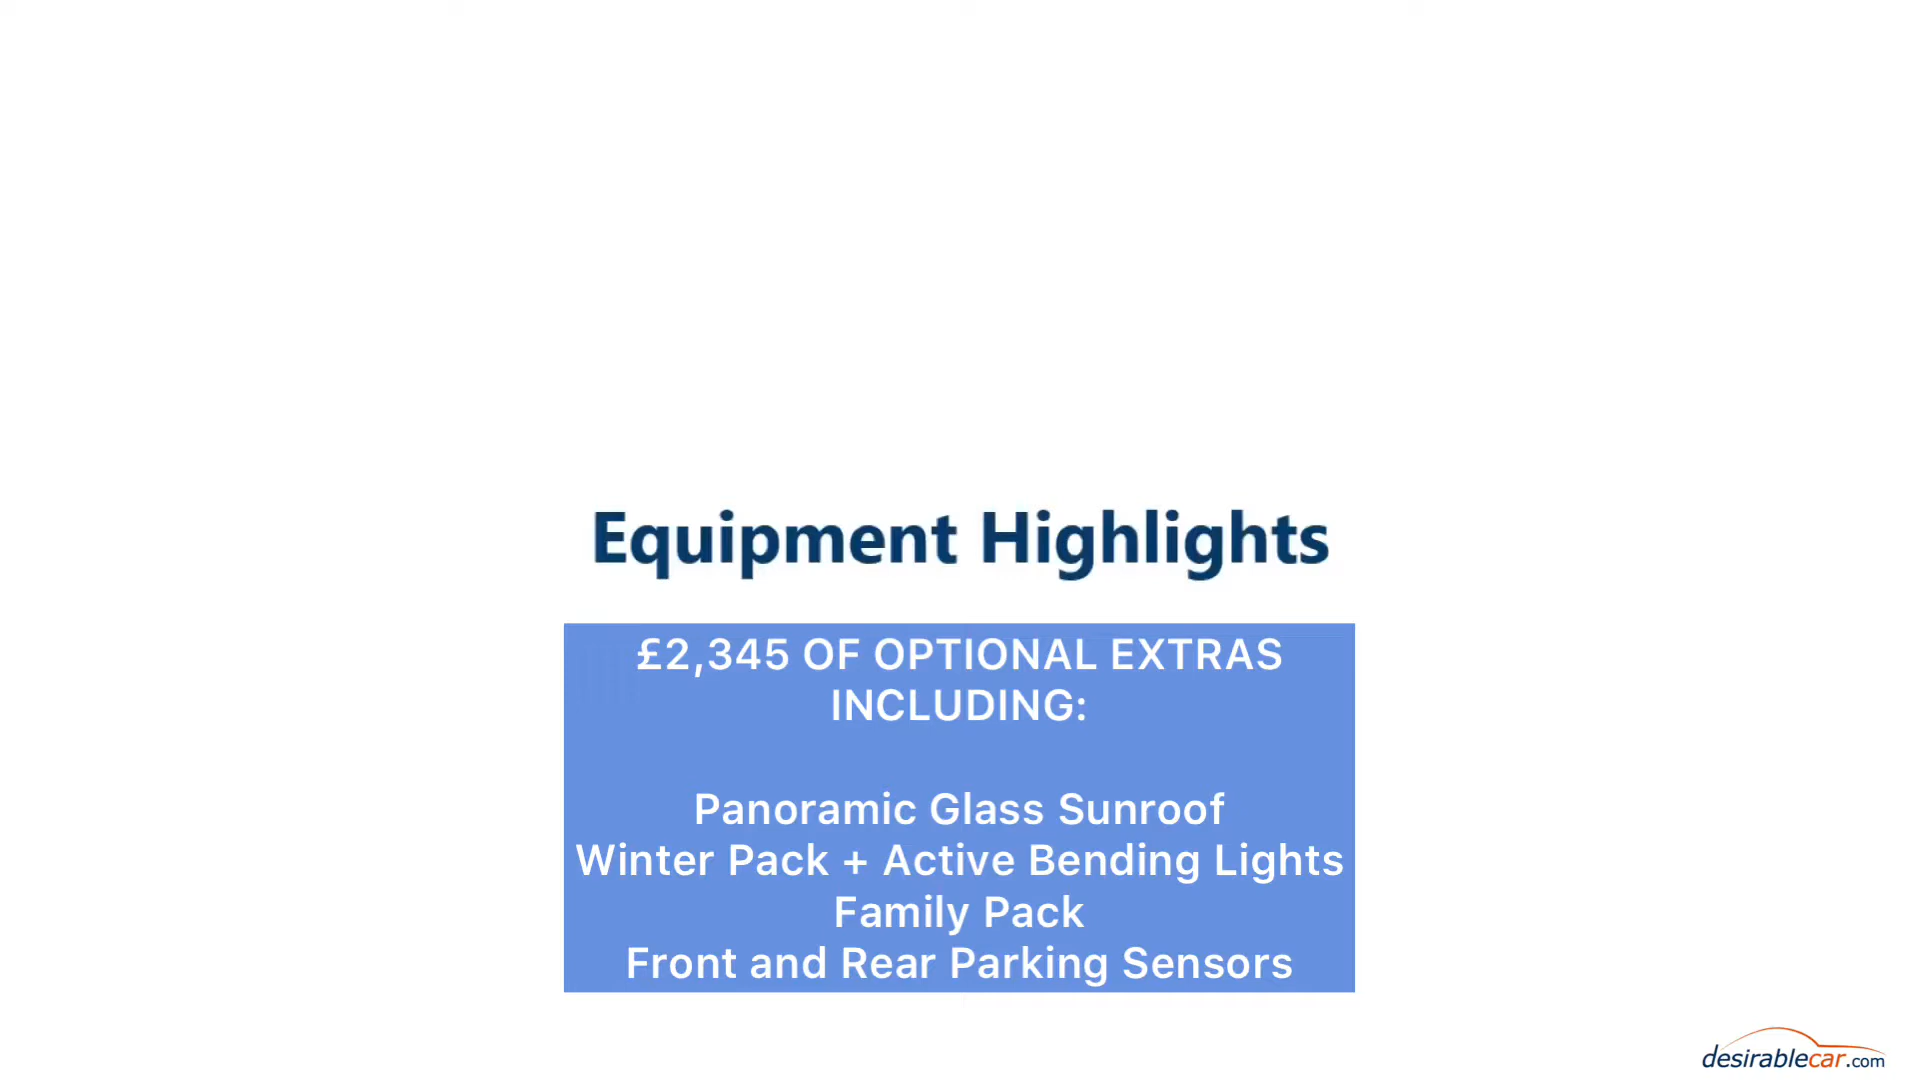 Equipment Highlights
£2,345 OF OPTIONAL EXTRAS
INCLUDING:
Panoramic Glass Sunroof
Winter Pack + Active Bending Lights
Family Pack
Front and Rear Parking Sensors
desirablecar.com